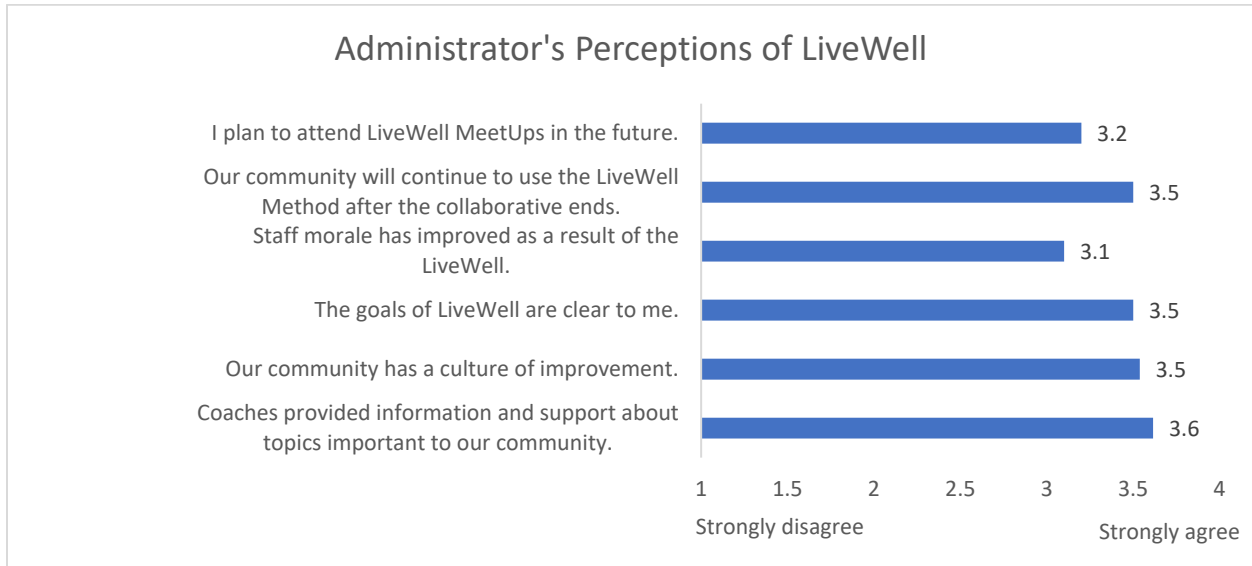 Administrator's Perceptions of LiveWell
I plan to attend LiveWell MeetUps in the future.
3.2
Our community will continue to use the LiveWell
Method after the collaborative ends.
3.5
Staff morale has improved as a result of the
LiveWell.
3.1
The goals of LiveWell are clear to me.
3.5
Our community has a culture of improvement.
3.5
Coaches provided information and support about
topics important to our community.
3.6
1 1.5 2 2.5 3 3.5 4
Strongly disagree Strongly agree